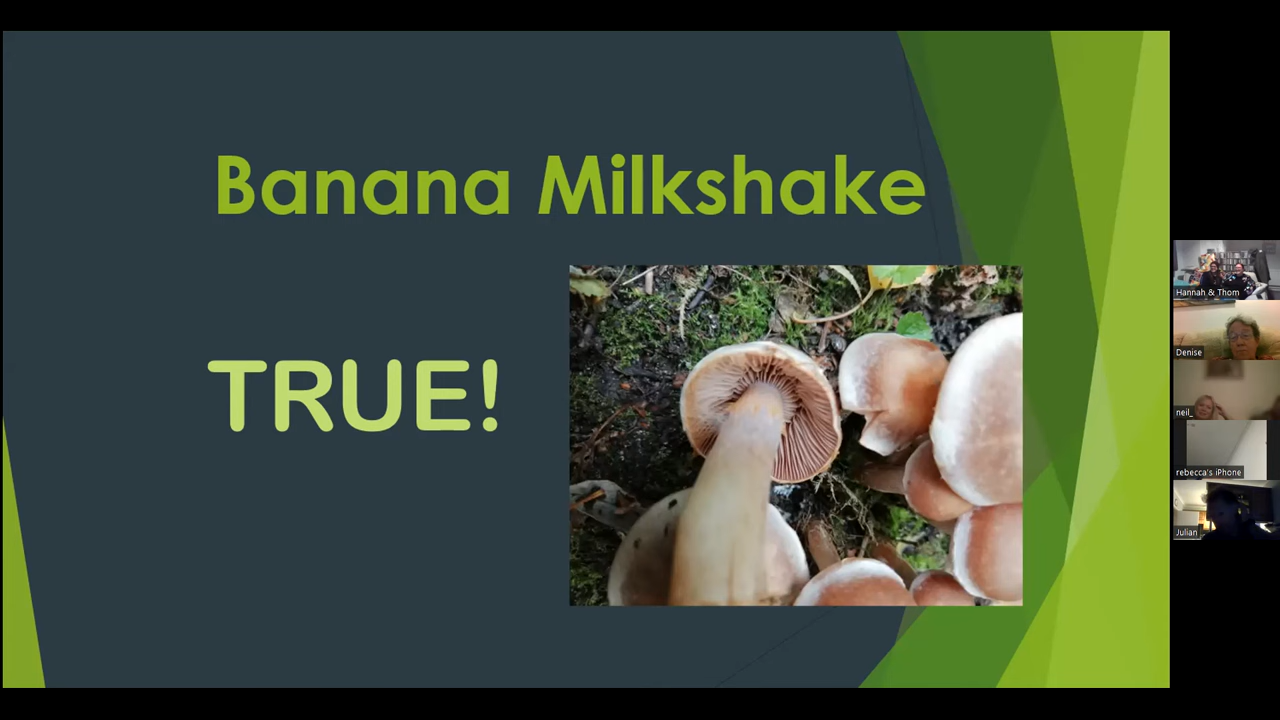 Banana Milkshake
TRUE!
Hannah & Thom
Denise
neil_
rebecca's iPhone
Julian